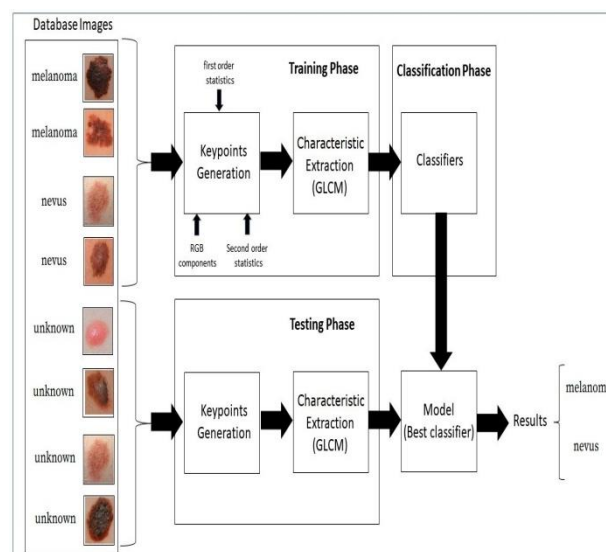 Database Images
melanoma
melanoma
nevus
nevus
unknown
unknown
unknown
unknown
Training Phase
first order
statistics
Keypoints
Generation
RGB
components
Second order
statistics
Characteristic
Extraction
(GLCM)
Classification Phase
Classifiers
Testing Phase
Keypoints
Generation
Characteristic
Extraction
(GLCM)
Model
(Best classifier)
Results
melanom
nevus